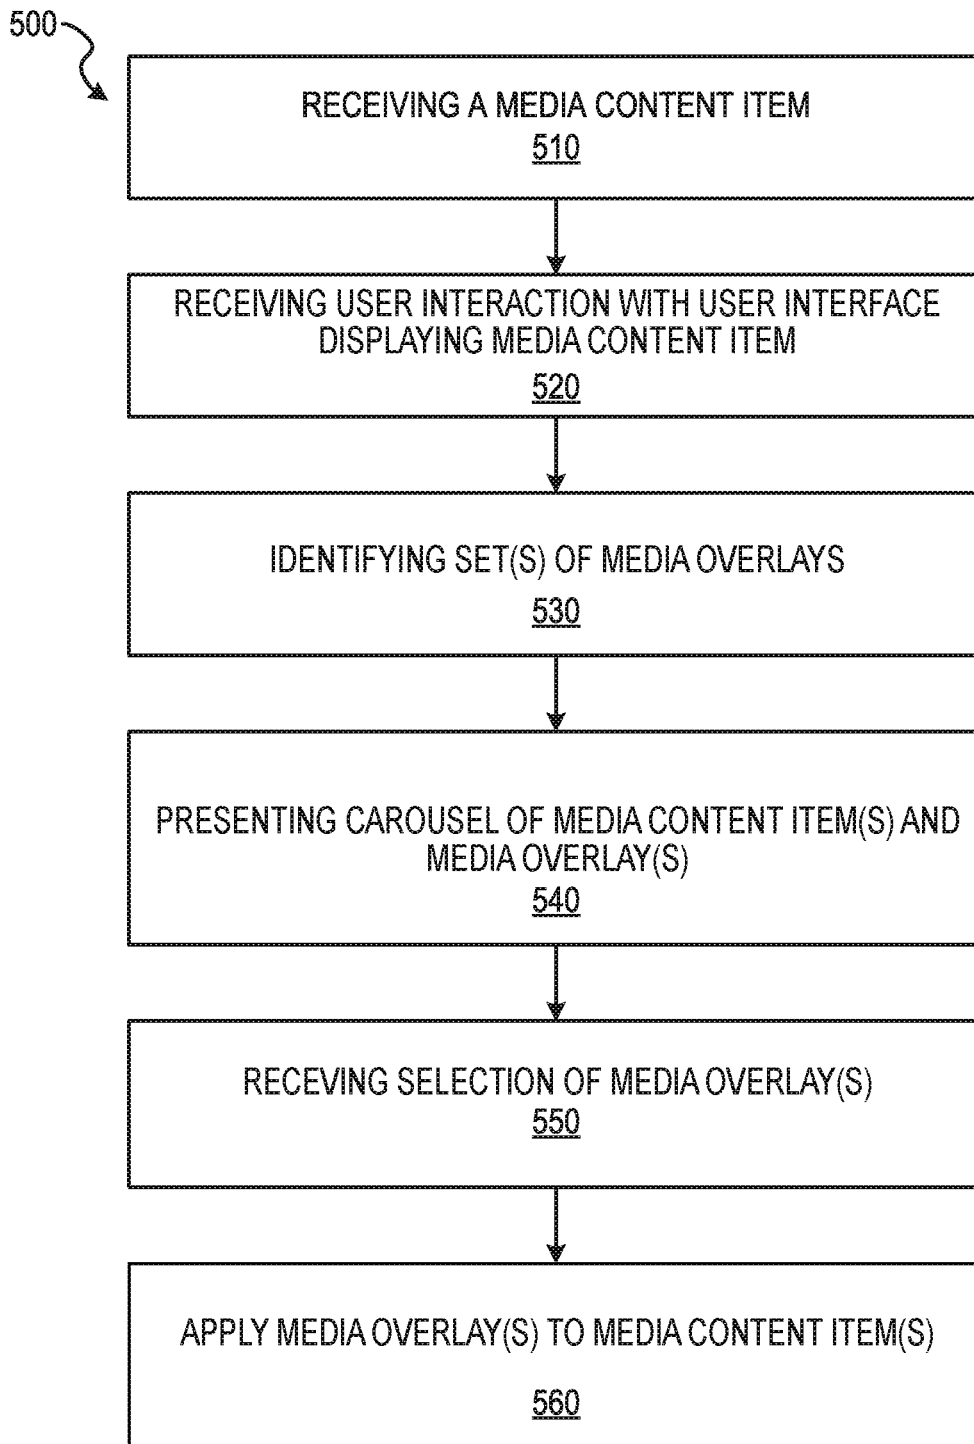 500
RECEIVING A MEDIA CONTENT ITEM
510
RECEIVING USER INTERACTION WITH USER INTERFACE
DISPLAYING MEDIA CONTENT ITEM
520
IDENTIFYING SET(S) OF MEDIA OVERLAYS
530
PRESENTING CAROUSEL OF MEDIA CONTENT ITEM(S) AND
MEDIA OVERLAY(S)
540
RECEVING SELECTION OF MEDIA OVERLAY(S)
550
APPLY MEDIA OVERLAY(S) TO MEDIA CONTENT ITEM(S)
560